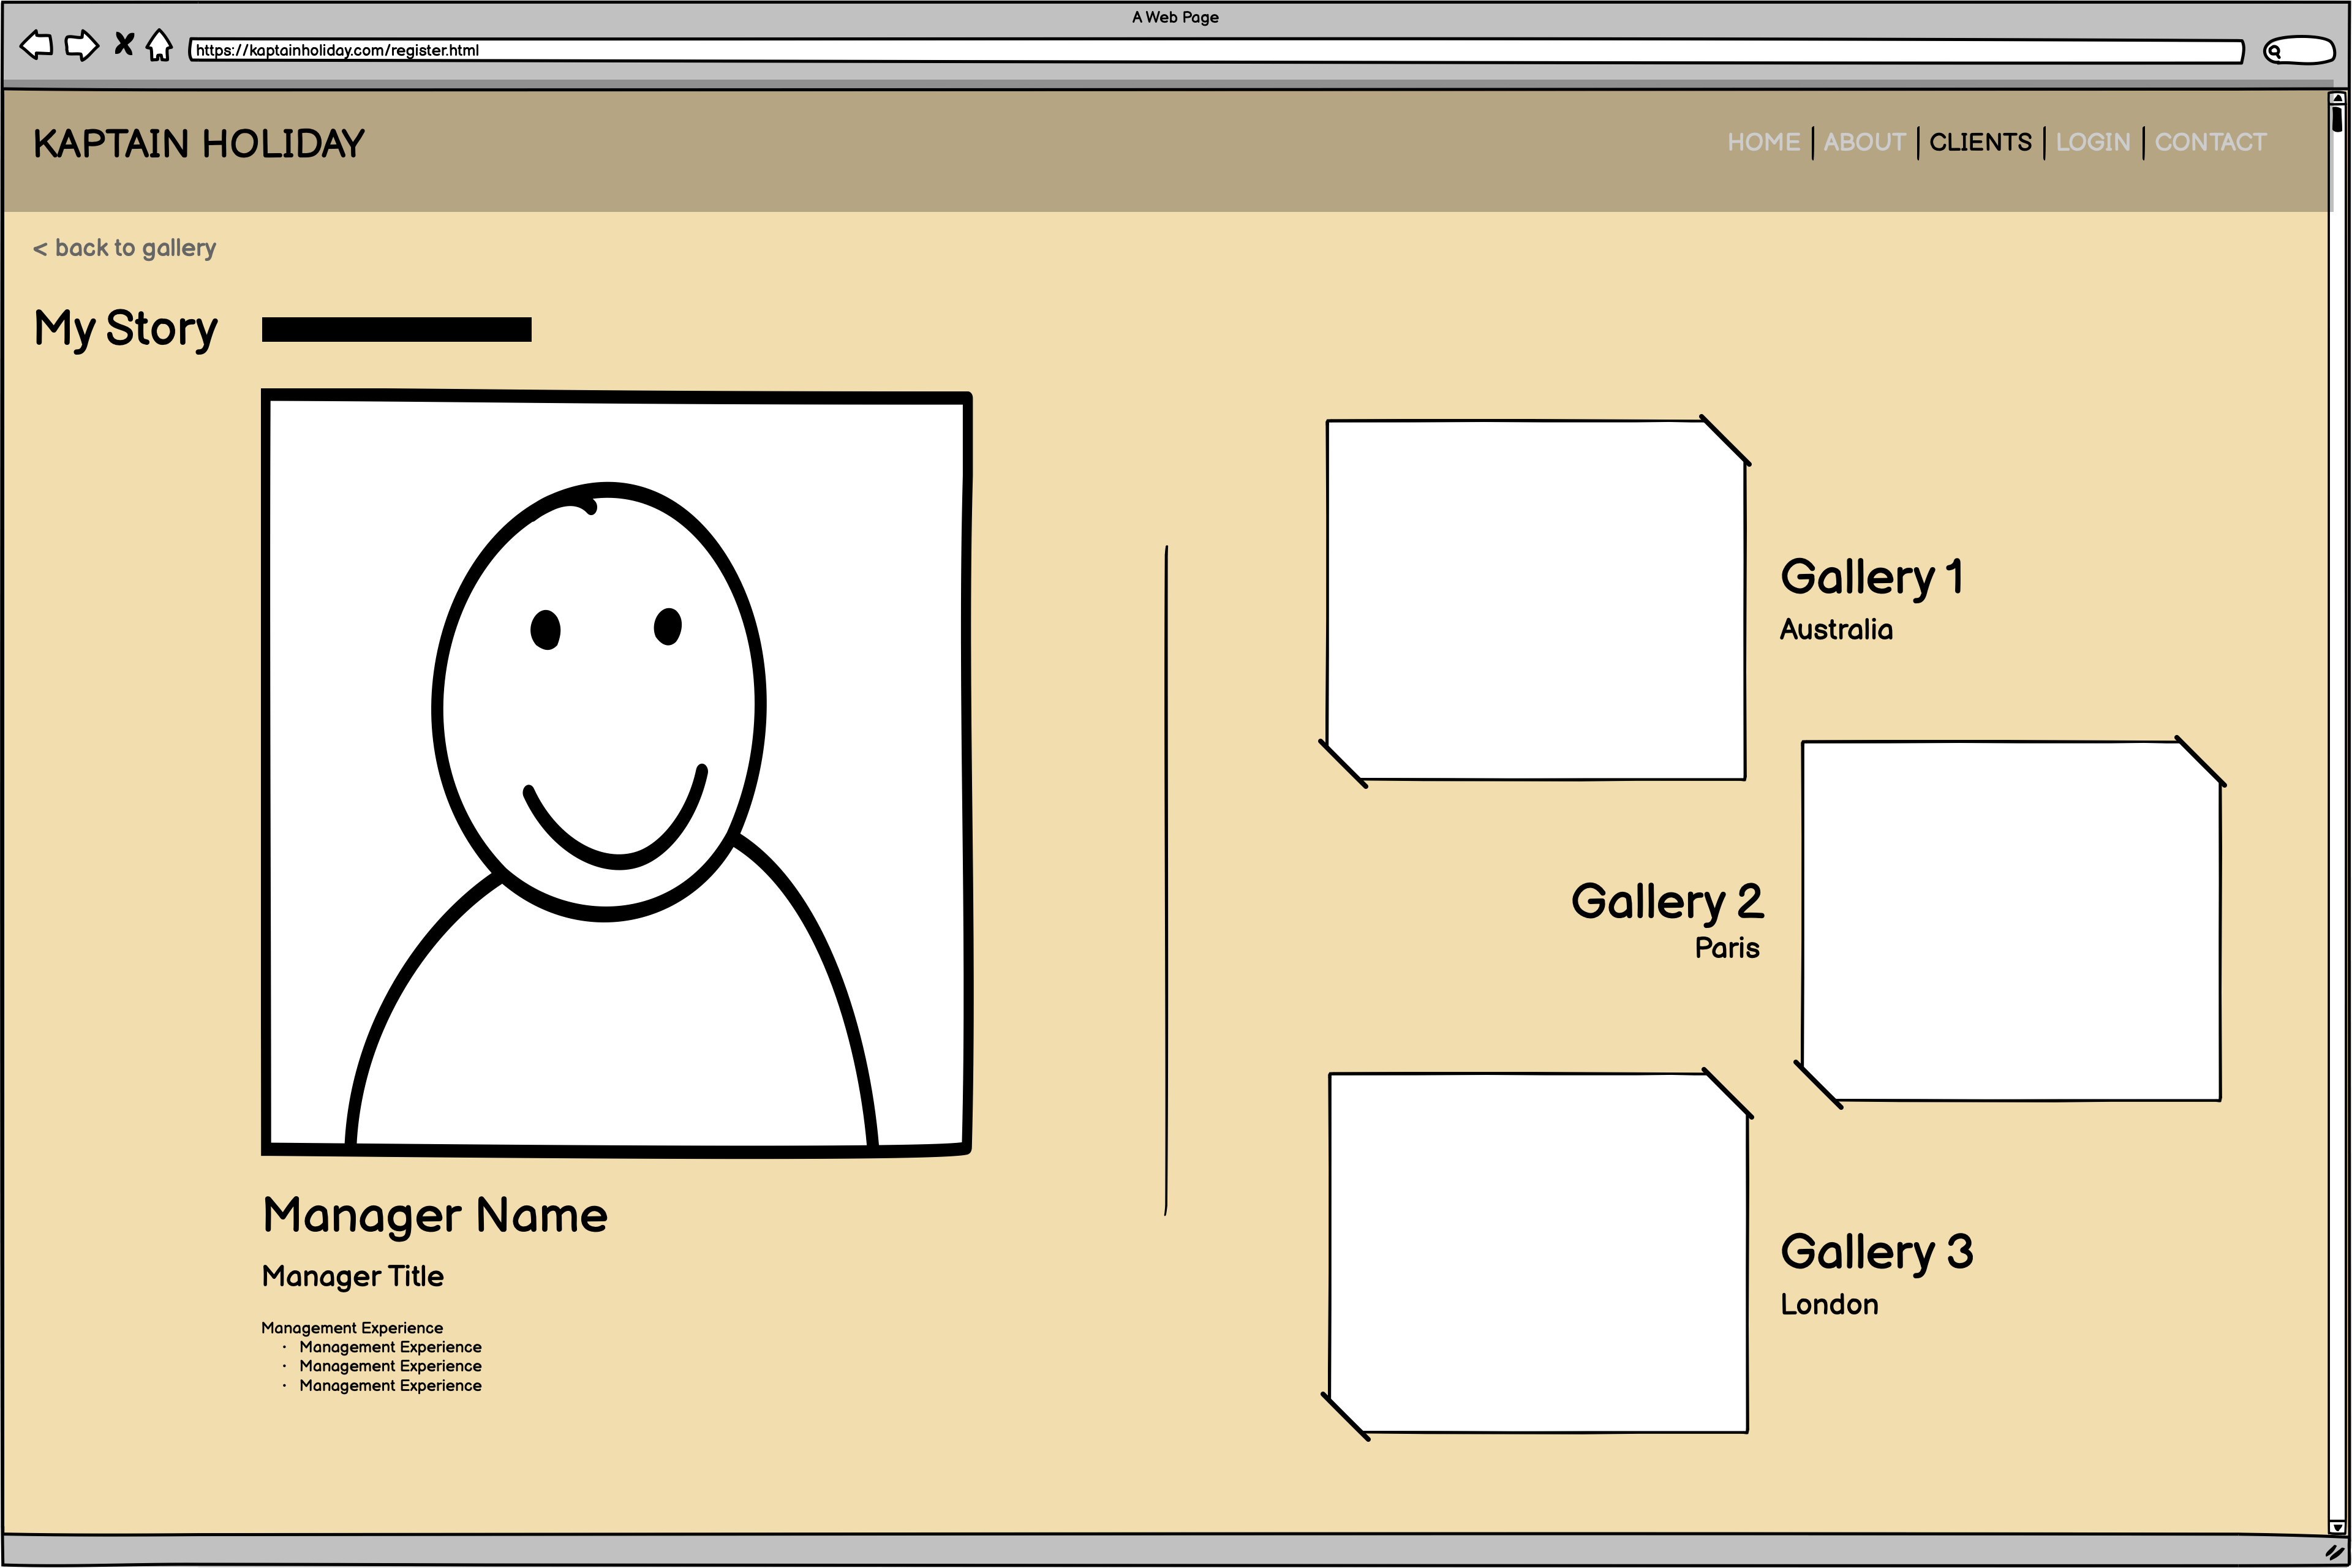 A Web Page
https://kaptainholiday.com/register.html
KAPTAIN HOLIDAY
HOME | ABOUT | CLIENTS | LOGIN | CONTACT
< back to gallery
My Story
Manager Name
Manager Title
Management Experience
· Management Experience
· Management Experience
· Management Experience
Gallery 1
Australia
Gallery 2
Paris
Gallery 3
London